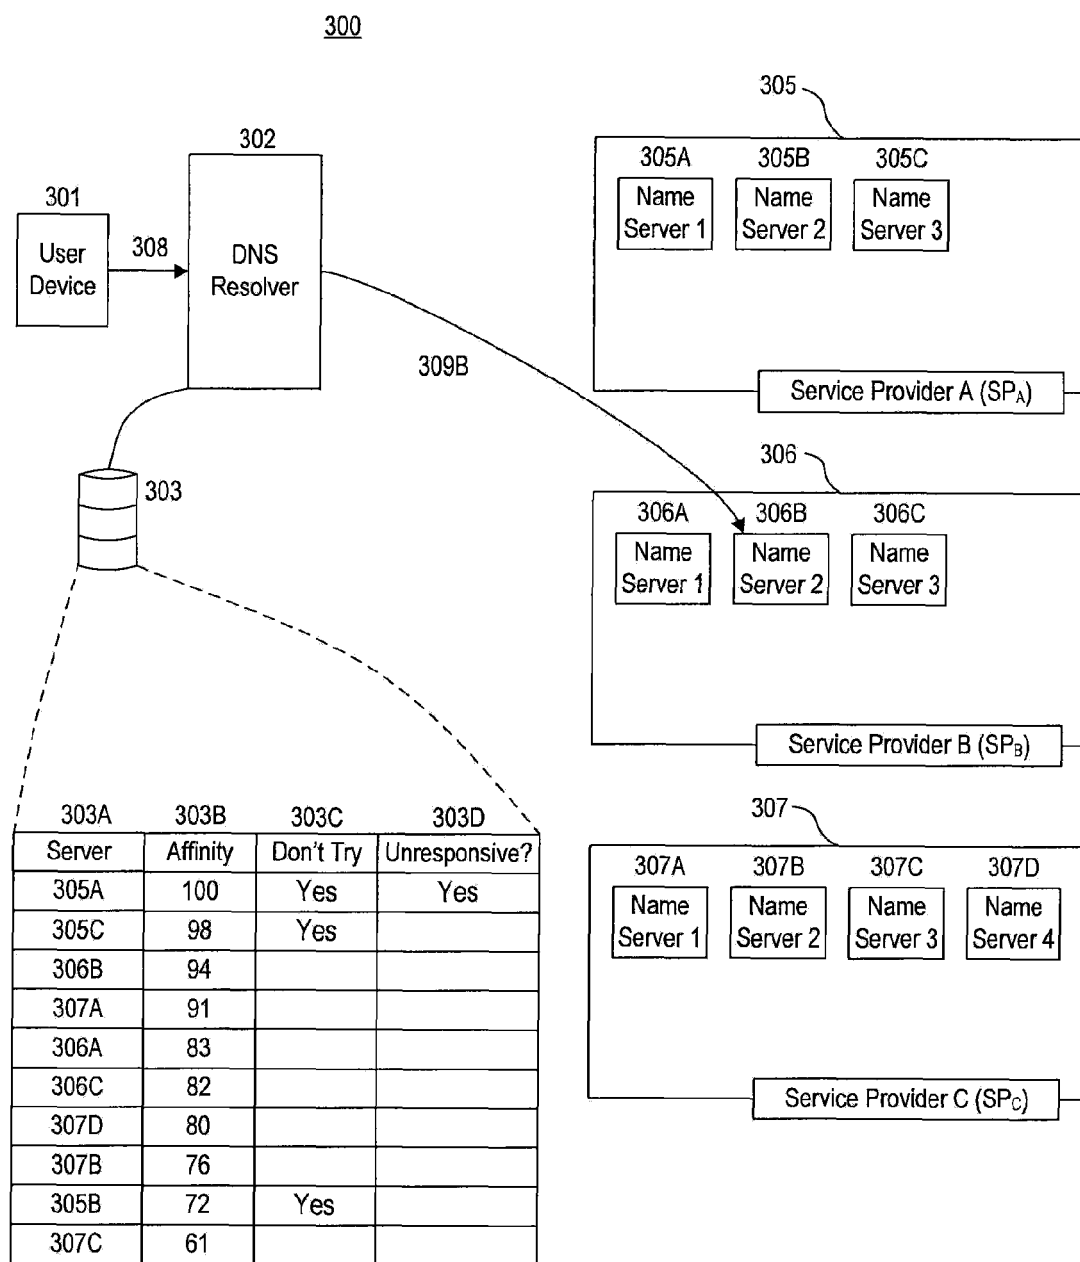 300
305
302
305A 305B 305C
301
Name Server 1
Name Server 2
Name Server 3
User Device
308
DNS Resolver
309B
Service Provider A (SPA)
306
303
306A 306B 306C
Name Server 1
Name Server 2
Name Server 3
Service Provider B (SPB)
307
307A 307B 307C 307D
Name Server 1
Name Server 2
Name Server 3
Name Server 4
Service Provider C (SPC)
303A 303B 303C 303D
Server Affinity Don't Try Unresponsive?
305A 100 Yes Yes
305C 98 Yes
306B 94
307A 91
306A 83
306C 82
307D 80
307B 76
305B 72 Yes
307C 61